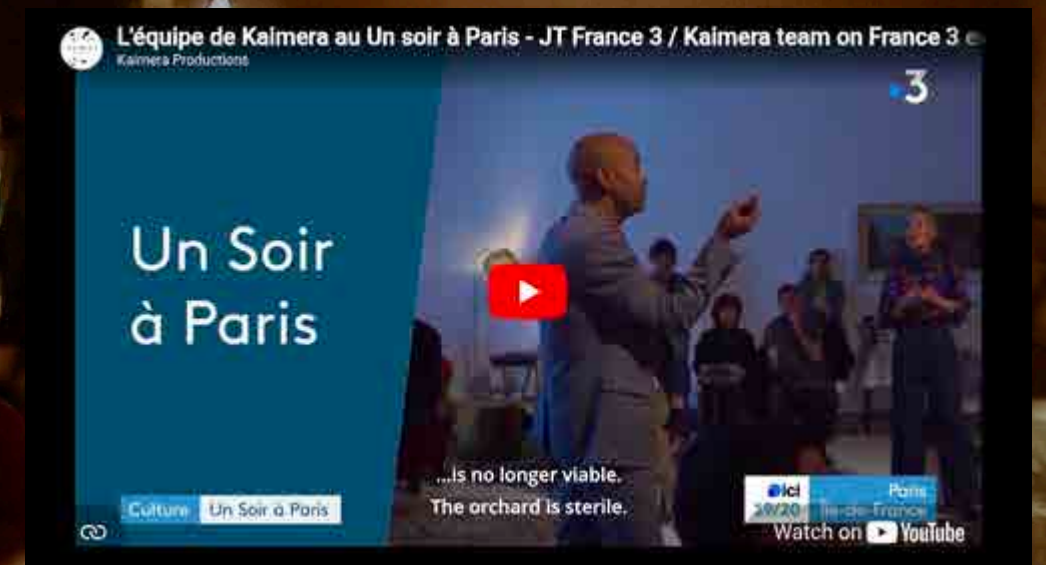 L'équipe de Kaimera au Un soir à Paris - JT France 3 / Kaimera team on France 3
Kaimera Productions
3
Un Soir
à Paris
...is no longer viable.
The orchard is sterile.
Culture Un Soir à Paris
ici Paris
19/20 Île-de-France
Watch on YouTube